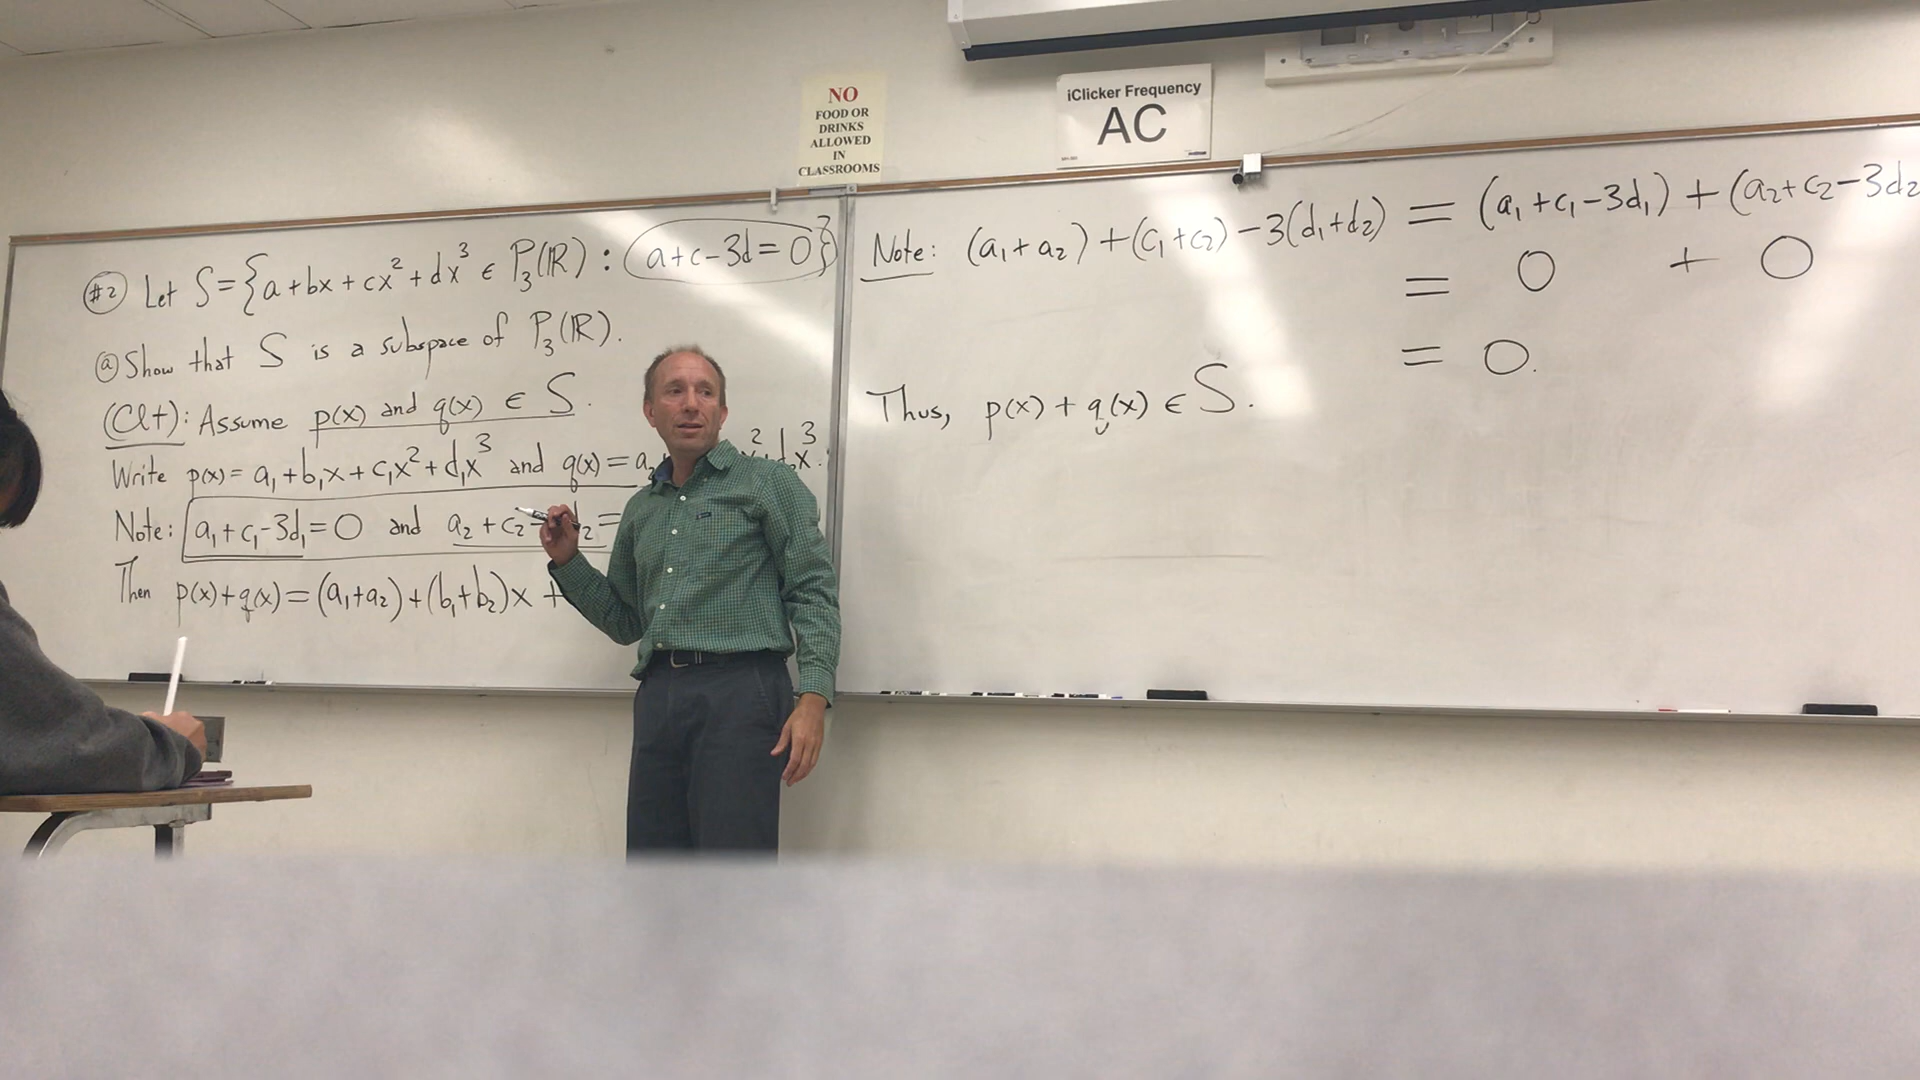 NO
FOOD OR
DRINKS
ALLOWED
IN
CLASSROOMS
iClicker Frequency
AC
#2 Let S={a+bx+cx²+dx³ ∈ P₃(ℝ) : a+c-3d=0}
ⓐ Show that S is a subspace of P₃(ℝ).
(Cl+): Assume p(x) and q(x) ∈ S.
Write p(x)= a₁+b₁x+c₁x²+d₁x³ and q(x)=a₂
Note: a₁+c₁-3d₁=0 and a₂+c₂
Then p(x)+q(x)=(a₁+a₂)+(b₁+b₂)x +
Note: (a₁+a₂)+(c₁+c₂)-3(d₁+d₂) = (a₁+c₁-3d₁)+(a₂+c₂-3d₂
= 0 + 0
= 0.
Thus, p(x)+q(x) ∈ S.